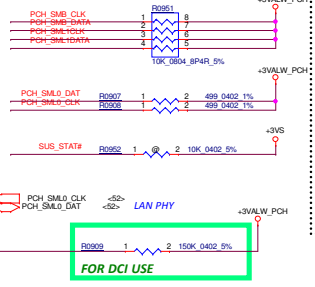 R0951
+3VALW_PCH
PCH_SMB_CLK 1 8
PCH_SMB_DATA 2 7
PCH_SML1CLK 3 6
PCH_SML1DATA 4 5
10K_0804_8P4R_5%
+3VALW_PCH
PCH_SML0_DAT R0907 1 2 499_0402_1%
PCH_SML0_CLK R0908 1 2 499_0402_1%
+3VS
SUS_STAT# R0952 1 @ 2 10K_0402_5%
PCH_SML0_CLK <52>
PCH_SML0_DAT <52> LAN PHY
+3VALW_PCH
R0909 1 2 150K_0402_5%
FOR DCI USE